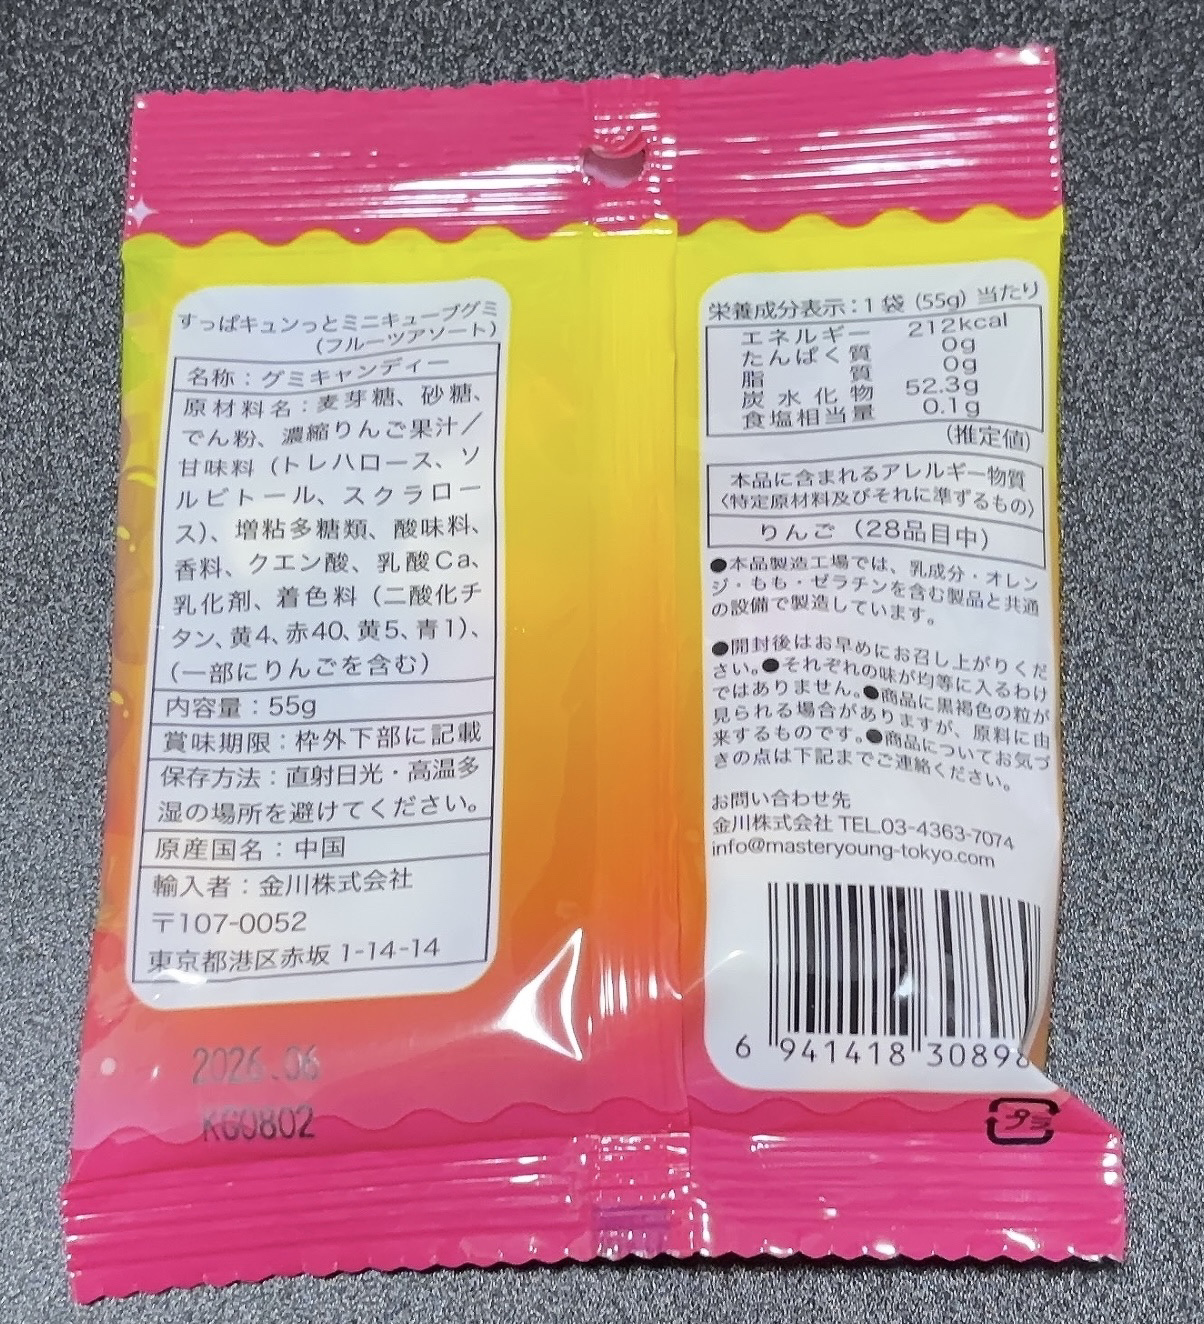 すっぱキュンっとミニキューブグミ
(フルーツアソート)
名称：グミキャンディー
原材料名：麦芽糖、砂糖、
でん粉、濃縮りんご果汁／
甘味料（トレハロース、ソ
ルビトール、スクラロー
ス）、増粘多糖類、酸味料、
香料、クエン酸、乳酸Ca、
乳化剤、着色料（二酸化チ
タン、黄4、赤40、黄5、青1）、
（一部にりんごを含む）
内容量：55g
賞味期限：枠外下部に記載
保存方法：直射日光・高温多
湿の場所を避けてください。
原産国名：中国
輸入者：金川株式会社
〒107-0052
東京都港区赤坂 1-14-14
2026.06
KG0802
栄養成分表示：1袋（55g）当たり
エネルギー 212kcal
たんぱく質 0g
脂質 0g
炭水化物 52.3g
食塩相当量 0.1g
（推定値）
本品に含まれるアレルギー物質
〈特定原材料及びそれに準ずるもの〉
りんご（28品目中）
●本品製造工場では、乳成分・オレン
ジ・もも・ゼラチンを含む製品と共通
の設備で製造しています。
●開封後はお早めにお召し上がりくだ
さい。●それぞれの味が均等に入るわけ
ではありません。●商品に黒褐色の粒が
見られる場合がありますが、原料に由
来するものです。●商品についてお気づ
きの点は下記までご連絡ください。
お問い合わせ先
金川株式会社 TEL.03-4363-7074
info@masteryoung-tokyo.com
6 941418 30898
プラ